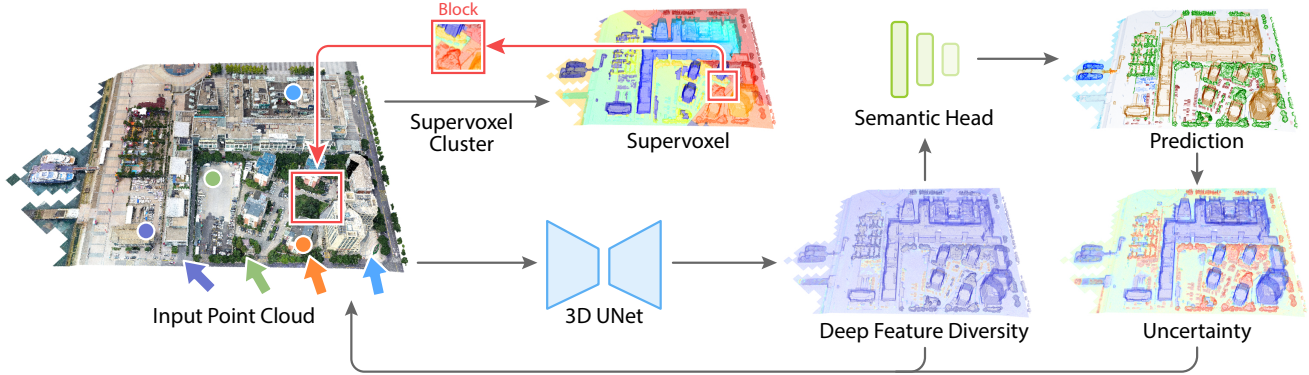 Block
Supervoxel
Cluster
Supervoxel
Semantic Head
Prediction
Input Point Cloud
3D UNet
Deep Feature Diversity
Uncertainty